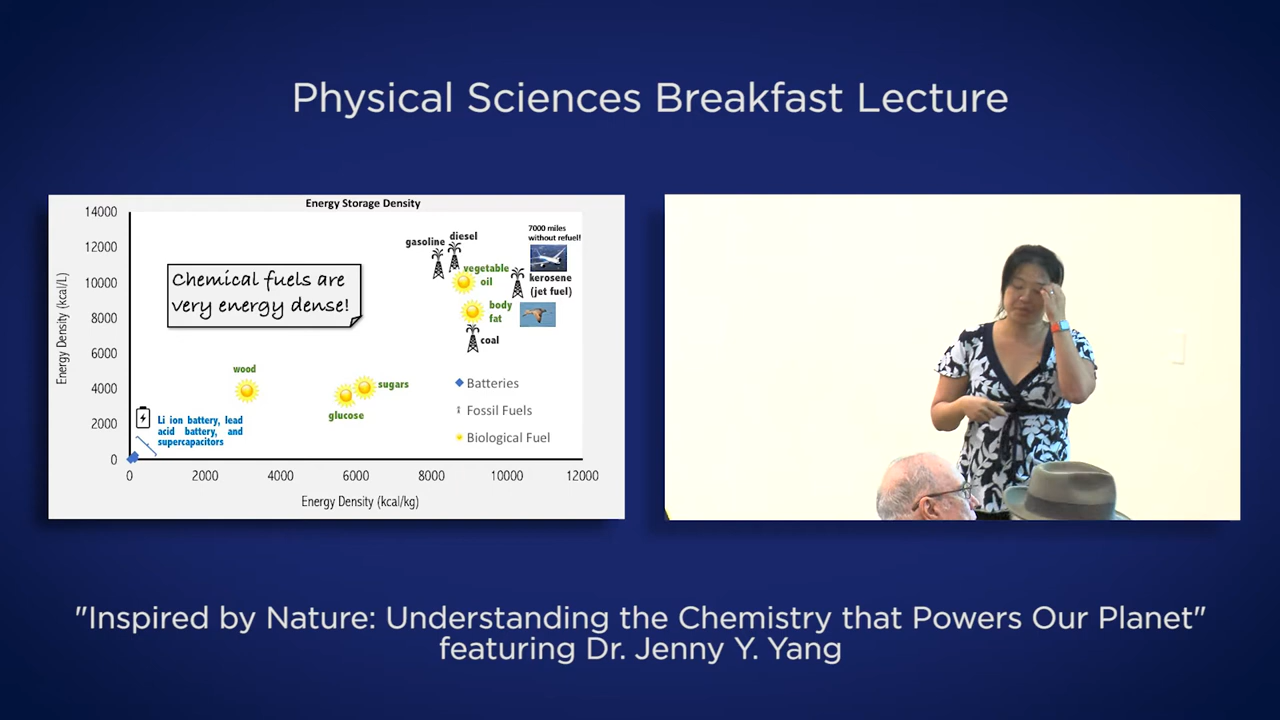 Physical Sciences Breakfast Lecture
Energy Storage Density
14000
12000
10000
8000
6000
4000
2000
0
Energy Density (kcal/L)
Chemical fuels are
very energy dense!
gasoline
diesel
7000 miles
without refuel!
vegetable
oil
kerosene
(jet fuel)
body
fat
coal
wood
sugars
glucose
Li ion battery, lead
acid battery, and
supercapacitors
Batteries
Fossil Fuels
Biological Fuel
0 2000 4000 6000 8000 10000 12000
Energy Density (kcal/kg)
"Inspired by Nature: Understanding the Chemistry that Powers Our Planet"
featuring Dr. Jenny Y. Yang